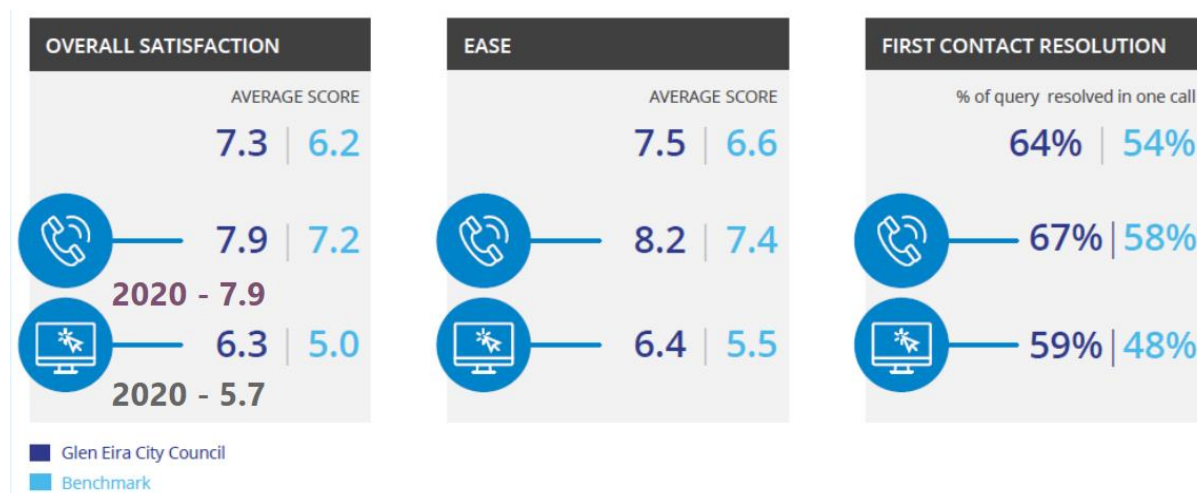 OVERALL SATISFACTION
AVERAGE SCORE
7.3 | 6.2
7.9 | 7.2
2020 - 7.9
6.3 | 5.0
2020 - 5.7
EASE
AVERAGE SCORE
7.5 | 6.6
8.2 | 7.4
6.4 | 5.5
FIRST CONTACT RESOLUTION
% of query resolved in one call
64% | 54%
67% | 58%
59% | 48%
Glen Eira City Council
Benchmark